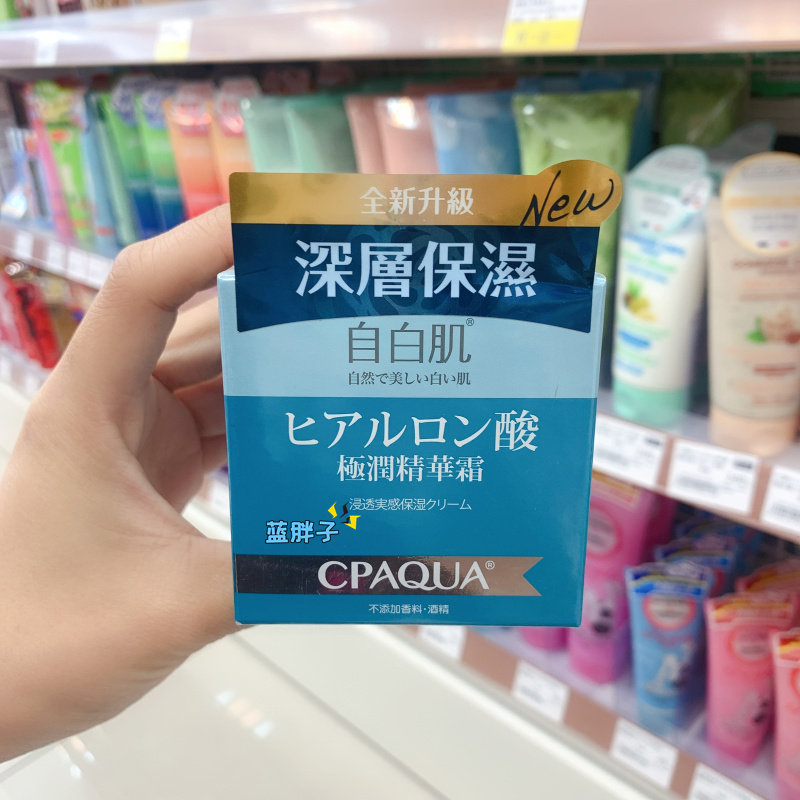 全新升級
New
深層保濕
自白肌®
自然で美しい白い肌
ヒアルロン酸
極潤精華霜
浸透実感保湿クリーム
蓝胖子
CPAQUA®
不添加香料·酒精